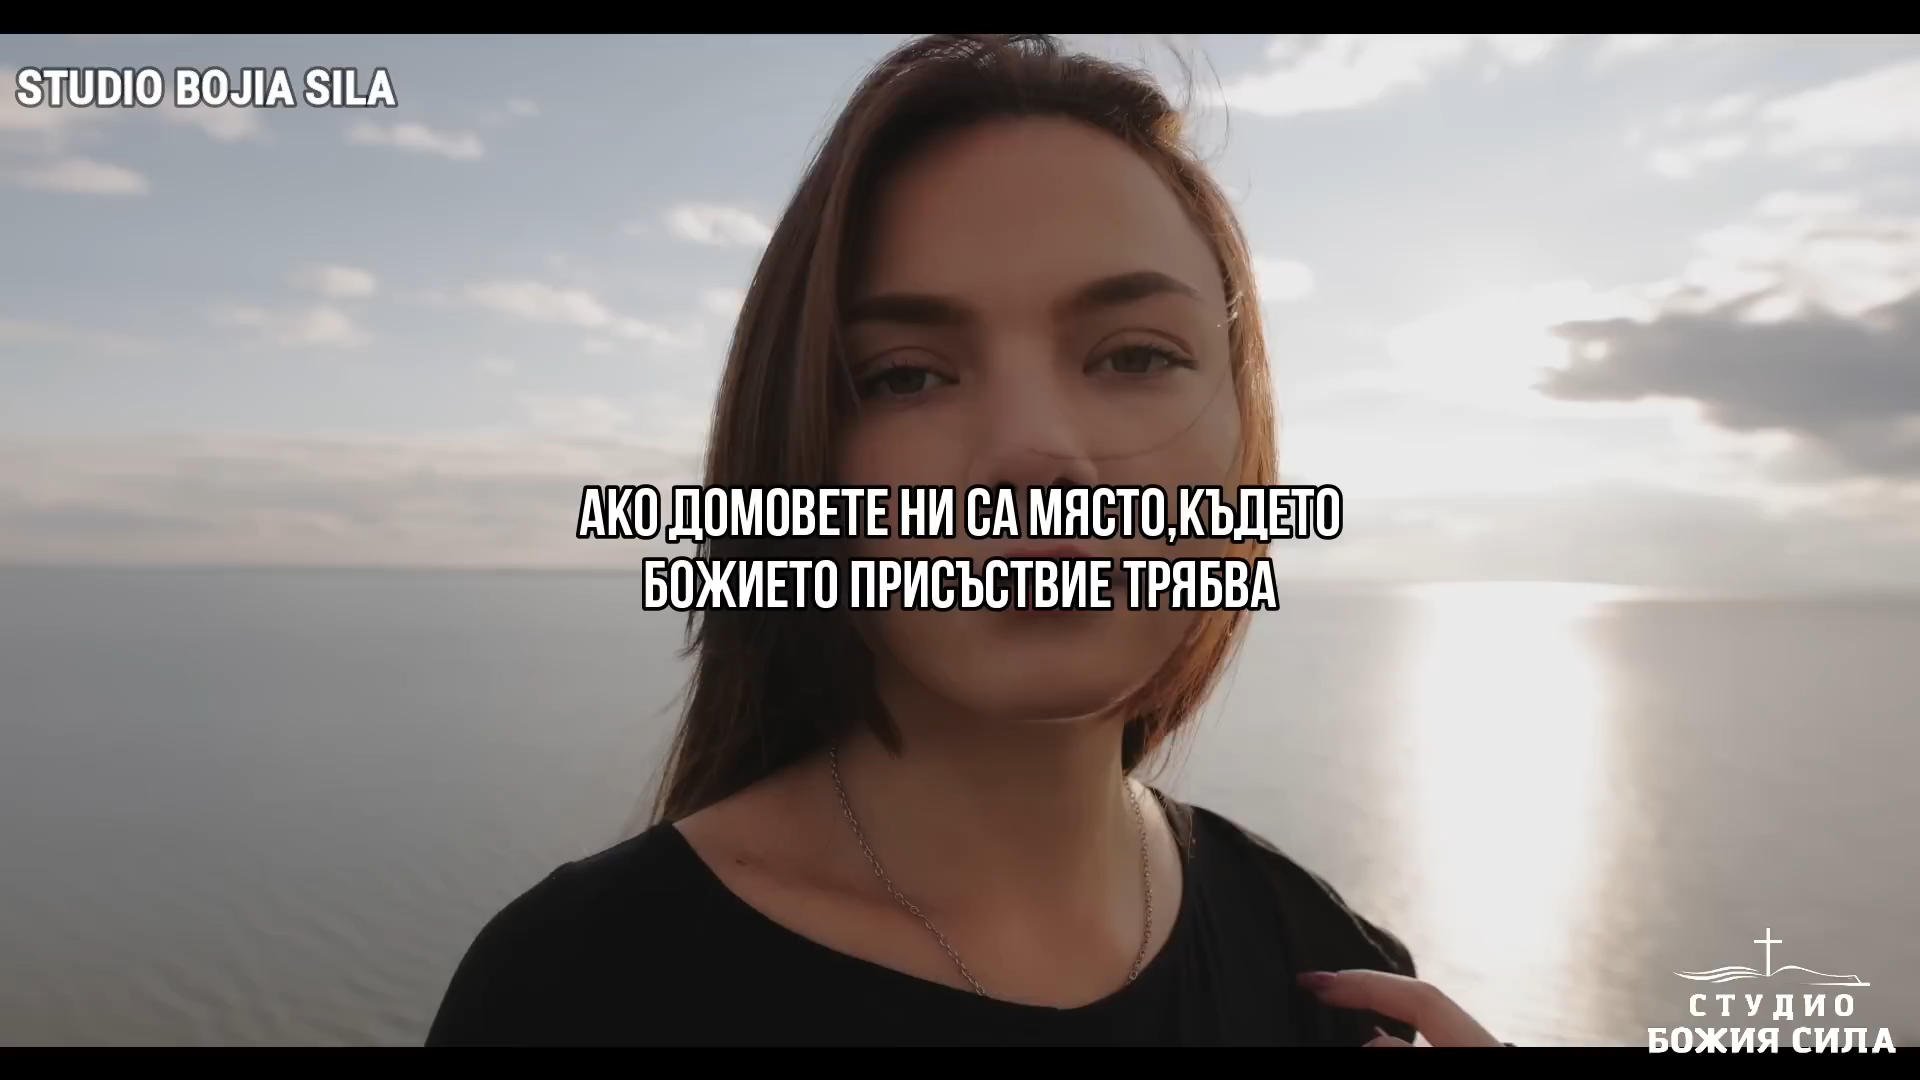 STUDIO BOJIA SILA
АКО ДОМОВЕТЕ НИ СА МЯСТО,КЪДЕТО
БОЖИЕТО ПРИСЪСТВИЕ ТРЯБВА
СТУДИО
БОЖИЯ СИЛА